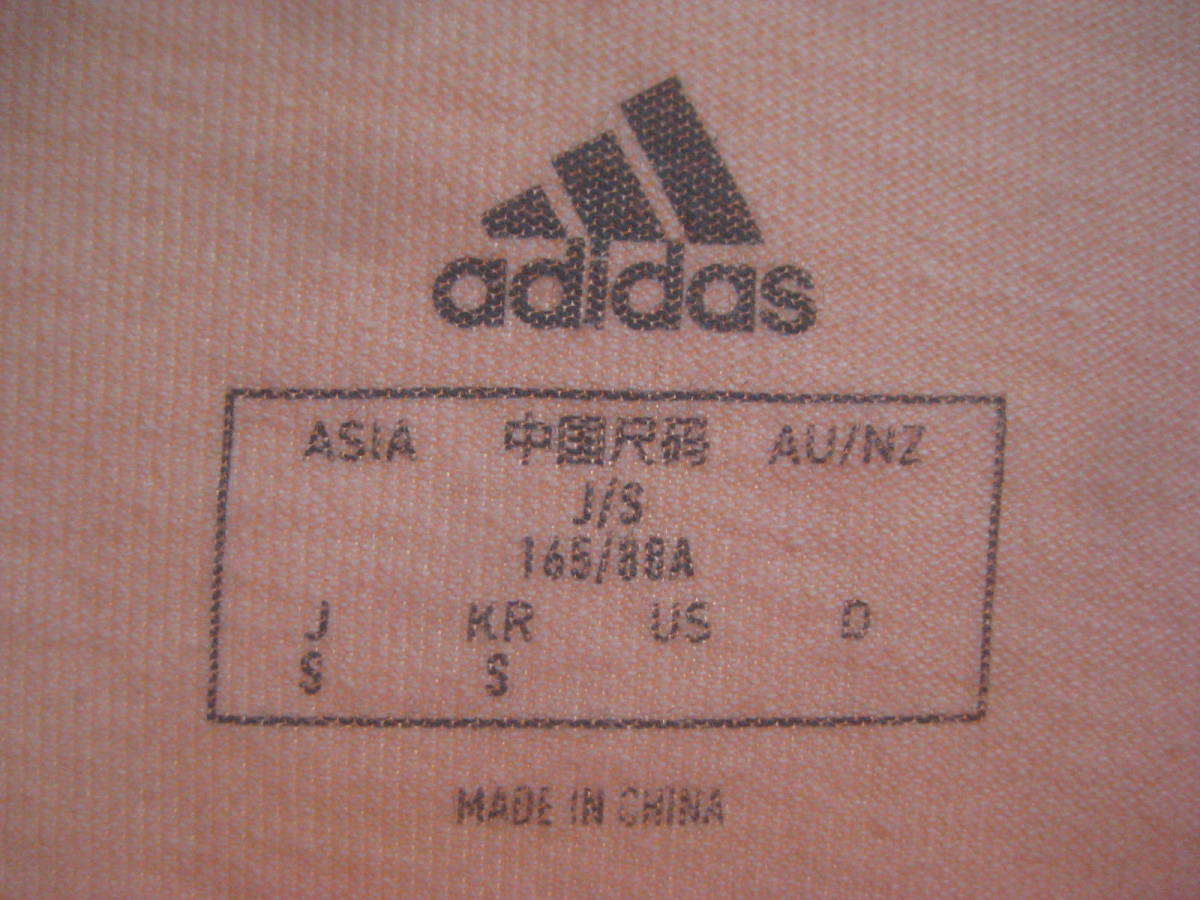 adidas
ASIA 中国尺码 AU/NZ
J/S
165/88A
J KR US D
S S
MADE IN CHINA